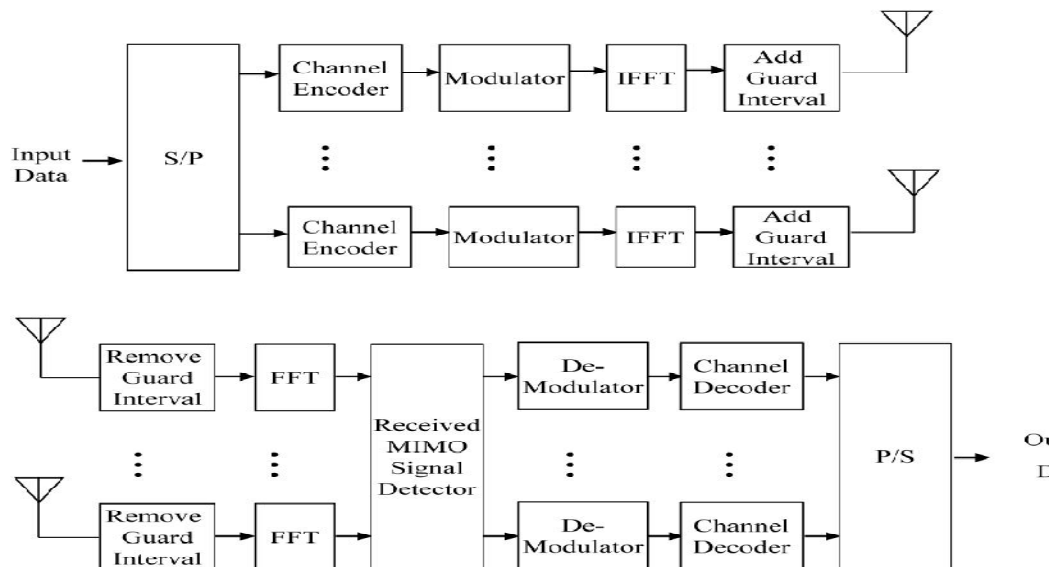 Channel
Encoder
Modulator
IFFT
Add
Guard
Interval
Input
Data
S/P
Channel
Encoder
Modulator
IFFT
Add
Guard
Interval
Remove
Guard
Interval
FFT
Received
MIMO
Signal
Detector
De-
Modulator
Channel
Decoder
P/S
Remove
Guard
Interval
FFT
De-
Modulator
Channel
Decoder